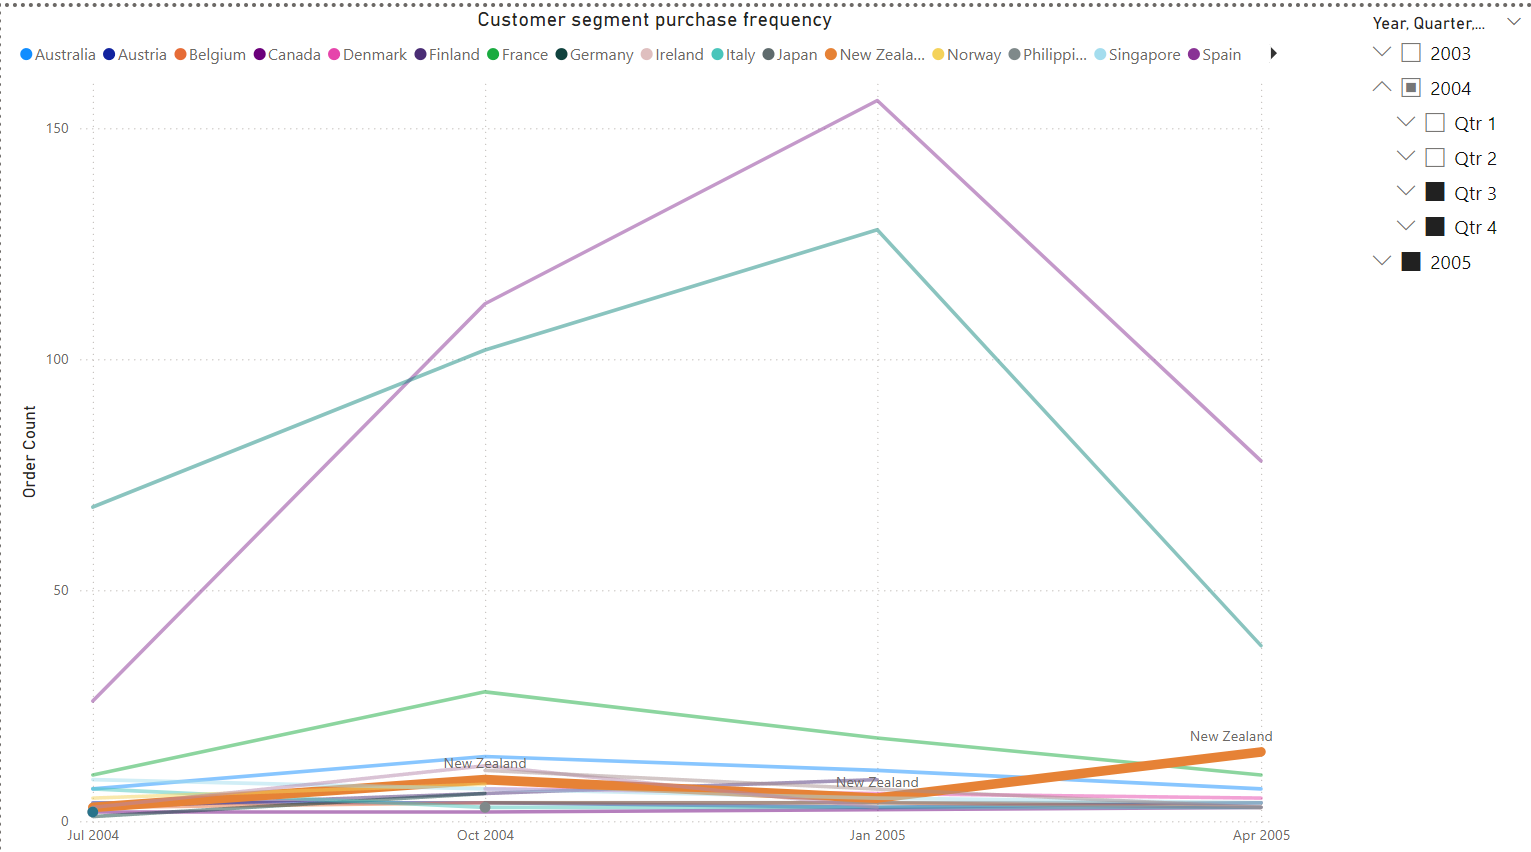 Customer segment purchase frequency
Australia Austria Belgium Canada Denmark Finland France Germany Ireland Italy Japan New Zeala... Norway Philippi... Singapore Spain
Year, Quarter,...
2003
2004
Qtr 1
Qtr 2
Qtr 3
Qtr 4
2005
Order Count
150
100
50
0
New Zealand
New Zealand
New Zealand
Jul 2004 Oct 2004 Jan 2005 Apr 2005